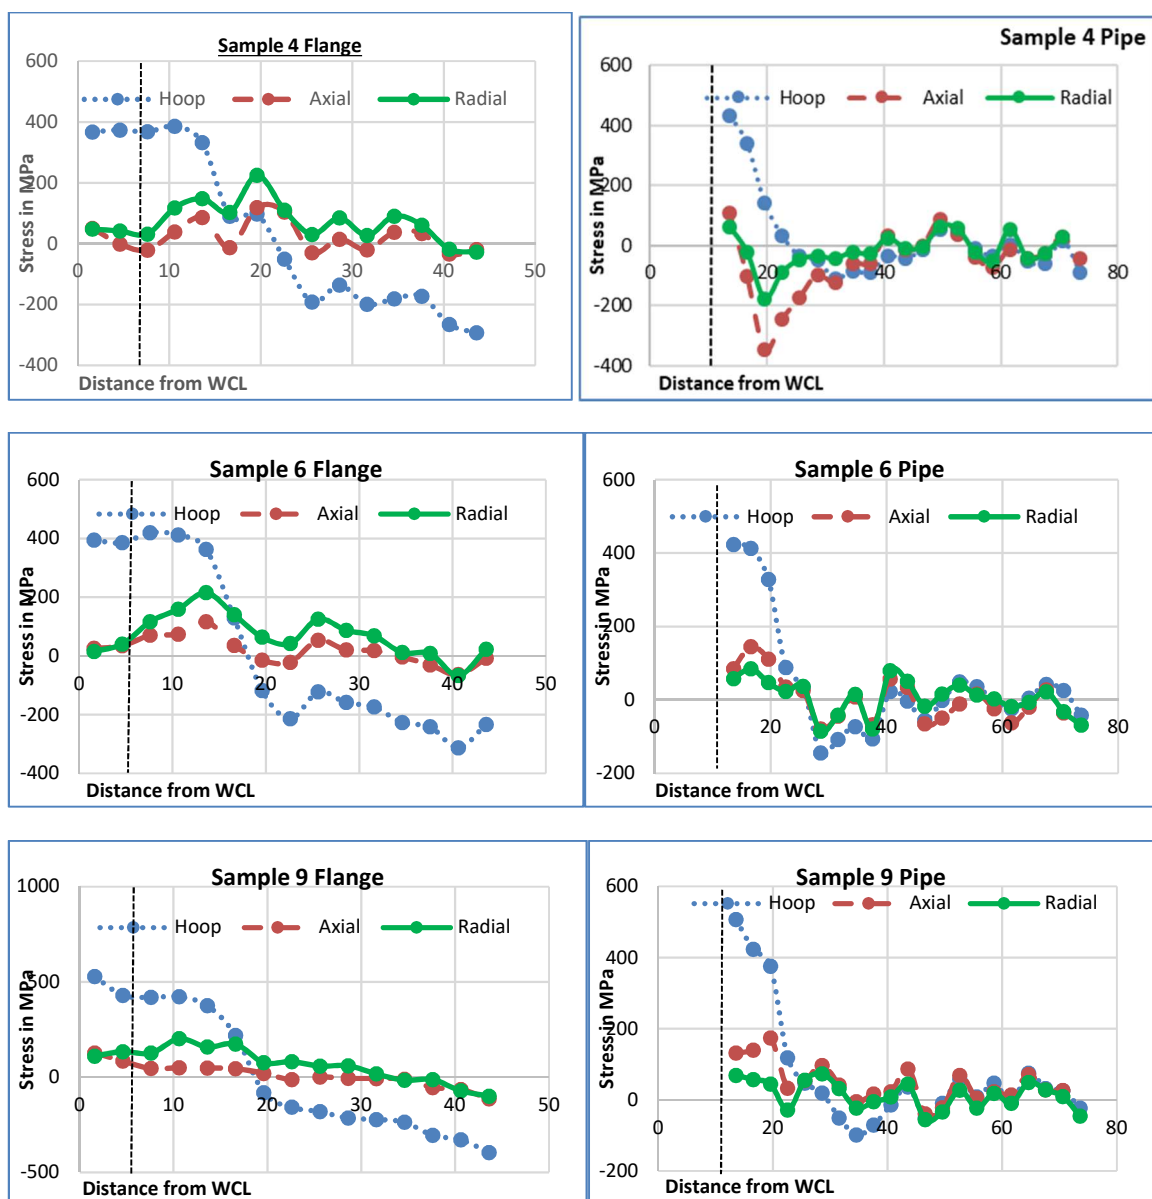 Sample 4 Flange
600
400
200
0
-200
-400
Stress in MPa
Hoop Axial Radial
0 10 20 30 40 50
Distance from WCL
Sample 4 Pipe
600
400
200
0
-200
-400
Stress in MPa
Hoop Axial Radial
0 20 40 60 80
Distance from WCL
Sample 6 Flange
600
400
200
0
-200
-400
Stress in MPa
Hoop Axial Radial
0 10 20 30 40 50
Distance from WCL
Sample 6 Pipe
600
400
200
0
-200
Stress in MPa
Hoop Axial Radial
0 20 40 60 80
Distance from WCL
Sample 9 Flange
1000
500
0
-500
Stress in MPa
Hoop Axial Radial
0 10 20 30 40 50
Distance from WCL
Sample 9 Pipe
600
400
200
0
-200
Stress in MPa
Hoop Axial Radial
0 20 40 60 80
Distance from WCL